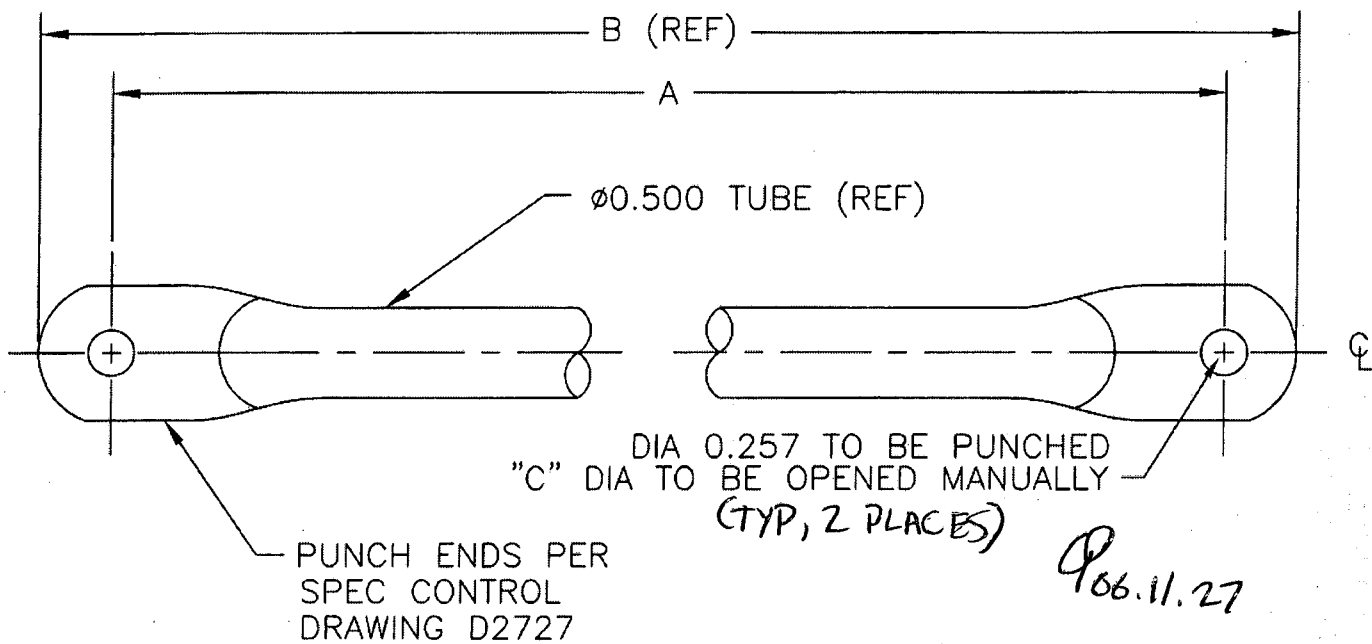 B (REF)
A
⌀0.500 TUBE (REF)
℄
DIA 0.257 TO BE PUNCHED
"C" DIA TO BE OPENED MANUALLY
(TYP, 2 PLACES)
06.11.27
PUNCH ENDS PER
SPEC CONTROL
DRAWING D2727